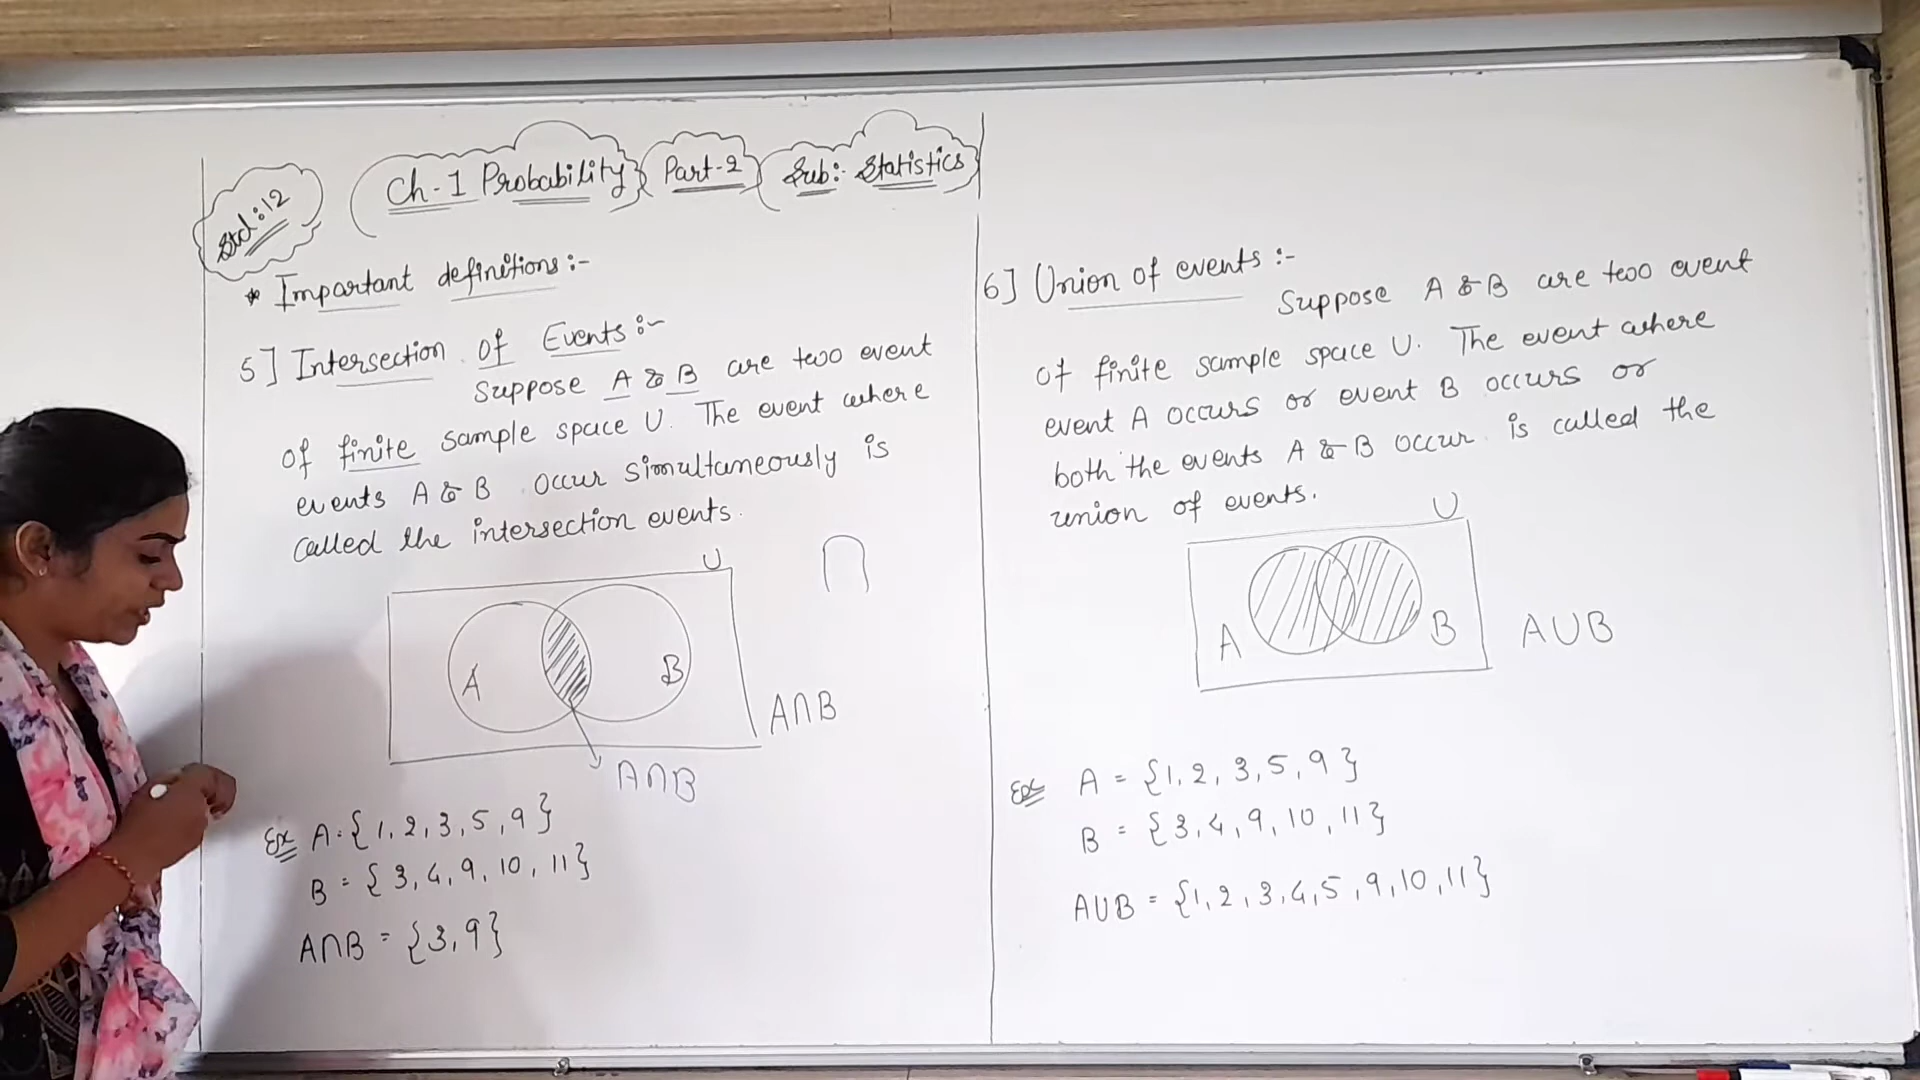 Std:12
Ch-1 Probability Part-2 Sub:- Statistics
* Important definitions:-
5] Intersection of Events:-
Suppose A & B are two event
of finite sample space U. The event where
events A & B occur simultaneously is
called the intersection events.
U
∩
A
B
A∩B
A∩B
Ex A = {1, 2, 3, 5, 9}
B = {3, 4, 9, 10, 11}
A∩B = {3, 9}
6] Union of events :-
Suppose A & B are two event
of finite sample space U. The event where
event A occurs or event B occurs or
both the events A & B occur is called the
union of events.
U
A
B
A∪B
Ex A = {1, 2, 3, 5, 9}
B = {3, 4, 9, 10, 11}
A∪B = {1, 2, 3, 4, 5, 9, 10, 11}